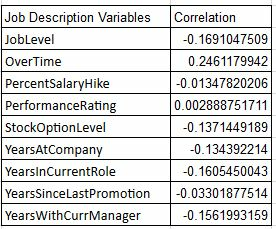 Job Description Variables Correlation
JobLevel -0.1691047509
OverTime 0.2461179942
PercentSalaryHike -0.01347820206
PerformanceRating 0.002888751711
StockOptionLevel -0.1371449189
YearsAtCompany -0.134392214
YearsInCurrentRole -0.1605450043
YearsSinceLastPromotion -0.03301877514
YearsWithCurrManager -0.1561993159